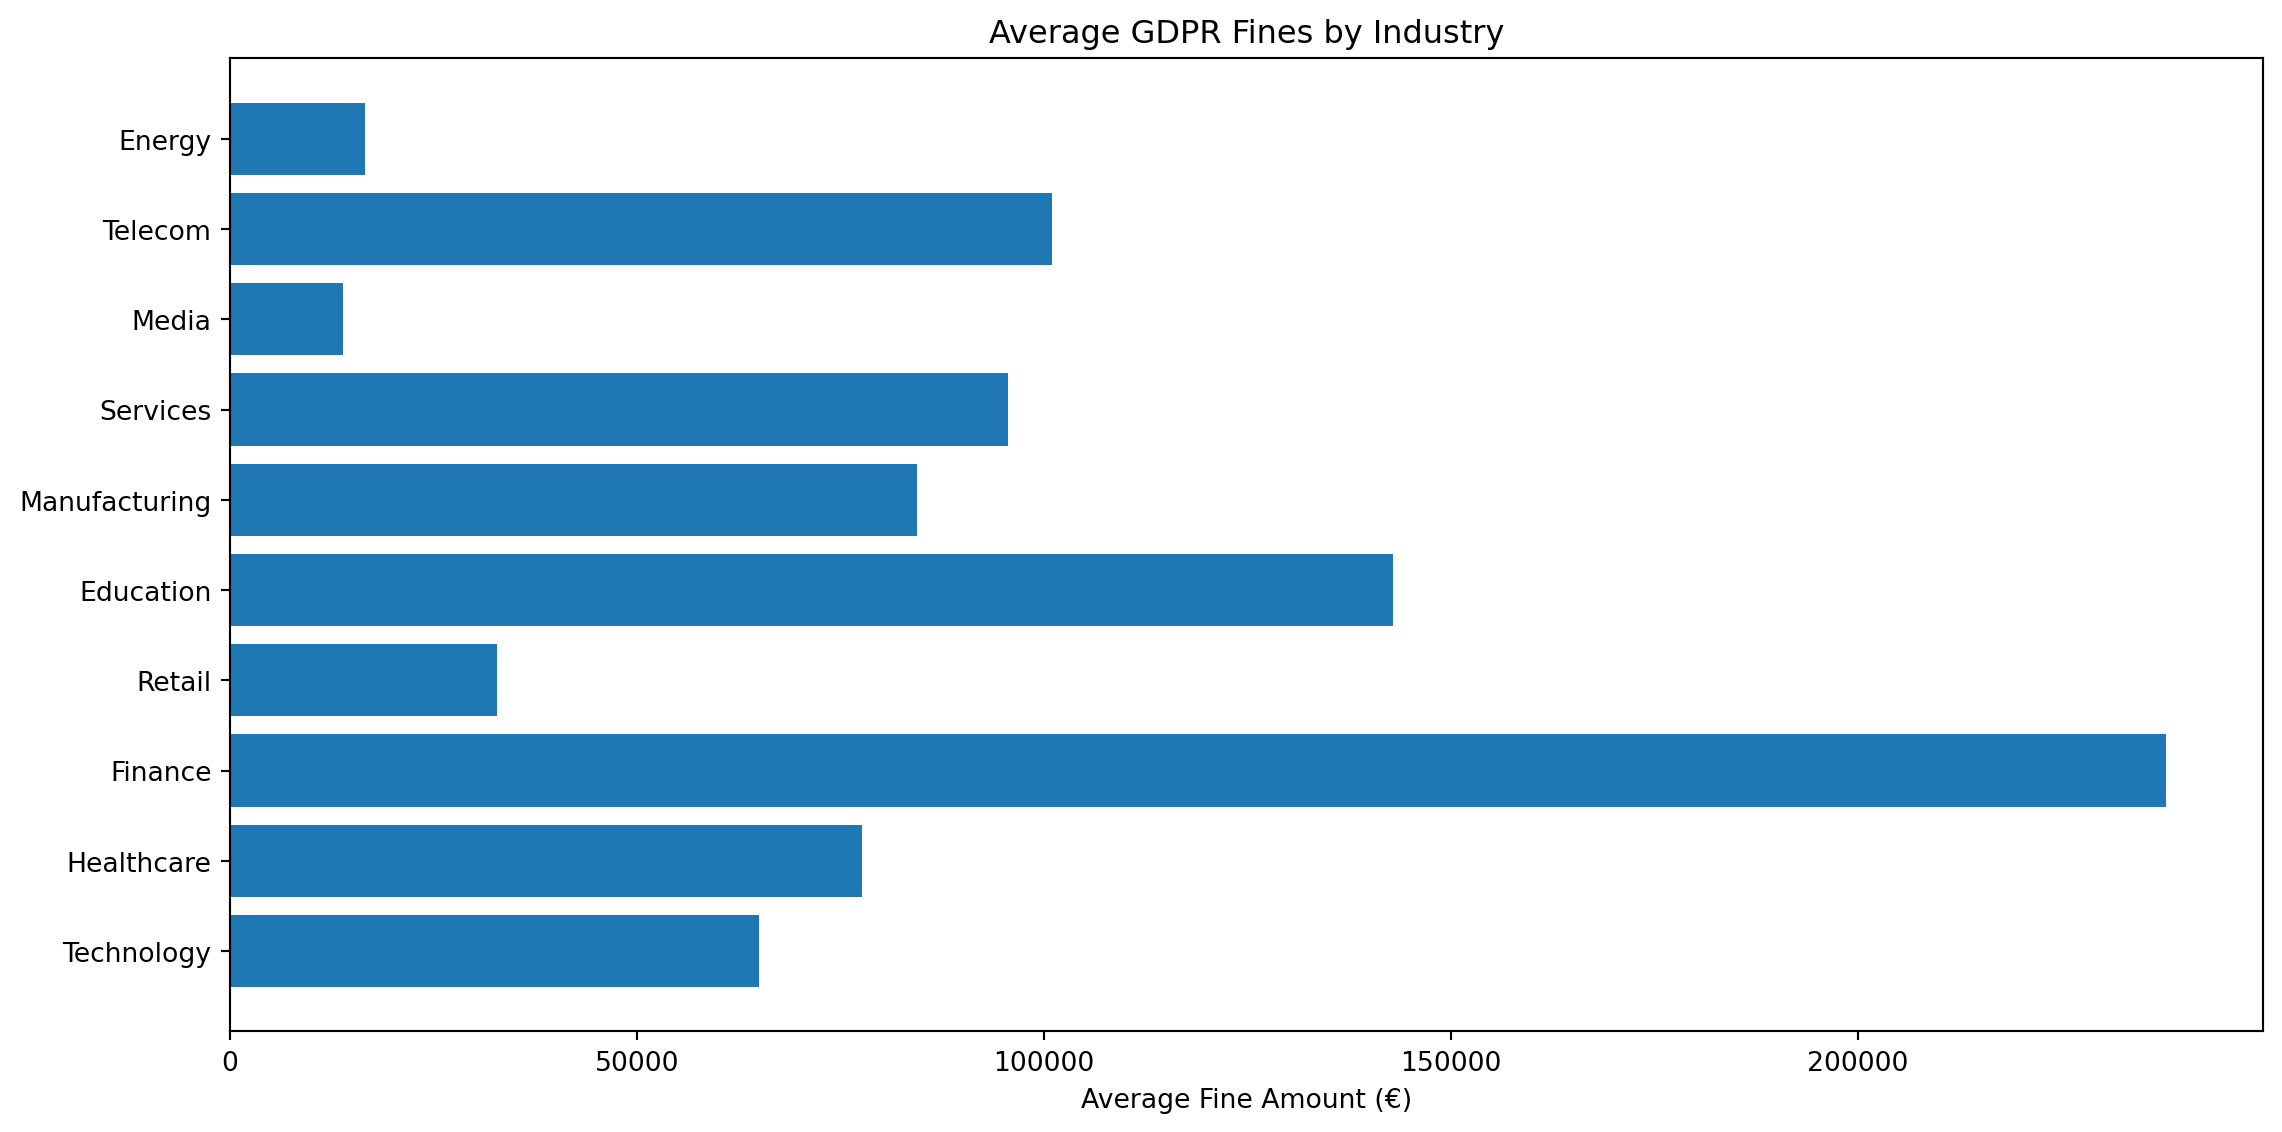 Average GDPR Fines by Industry
Energy
Telecom
Media
Services
Manufacturing
Education
Retail
Finance
Healthcare
Technology
0 50000 100000 150000 200000
Average Fine Amount (€)